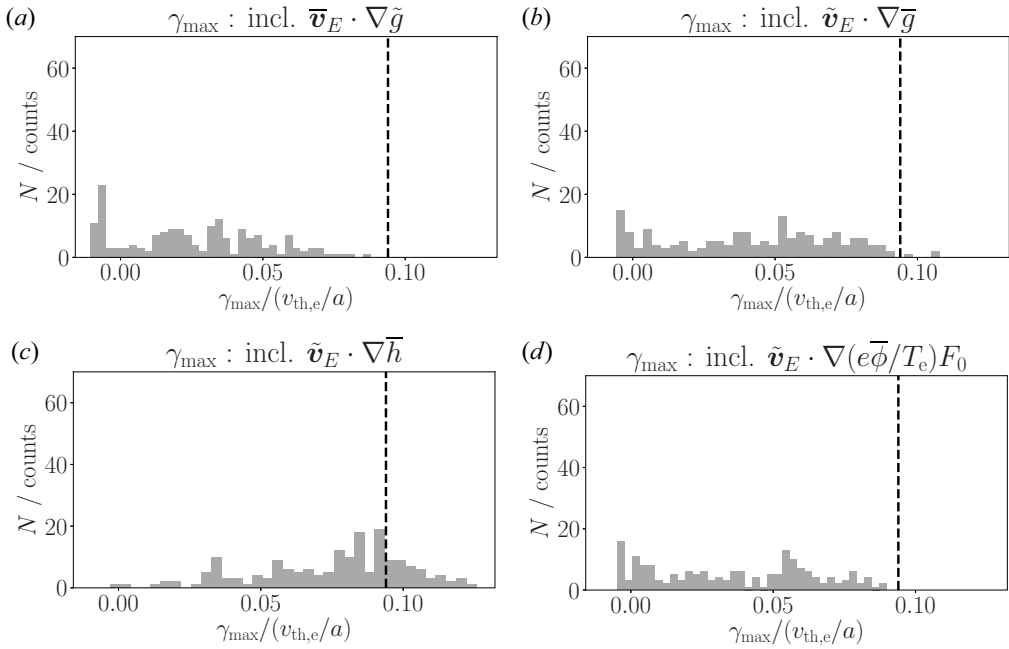 (a) γmax : incl. v̅E · ∇g̃
60
40
20
0
N / counts
0.00 0.05 0.10
γmax/(vth,e/a)
(b) γmax : incl. ṽE · ∇g̅
60
40
20
0
N / counts
0.00 0.05 0.10
γmax/(vth,e/a)
(c) γmax : incl. ṽE · ∇h̅
60
40
20
0
N / counts
0.00 0.05 0.10
γmax/(vth,e/a)
(d) γmax : incl. ṽE · ∇(eϕ̅/Te)F0
60
40
20
0
N / counts
0.00 0.05 0.10
γmax/(vth,e/a)